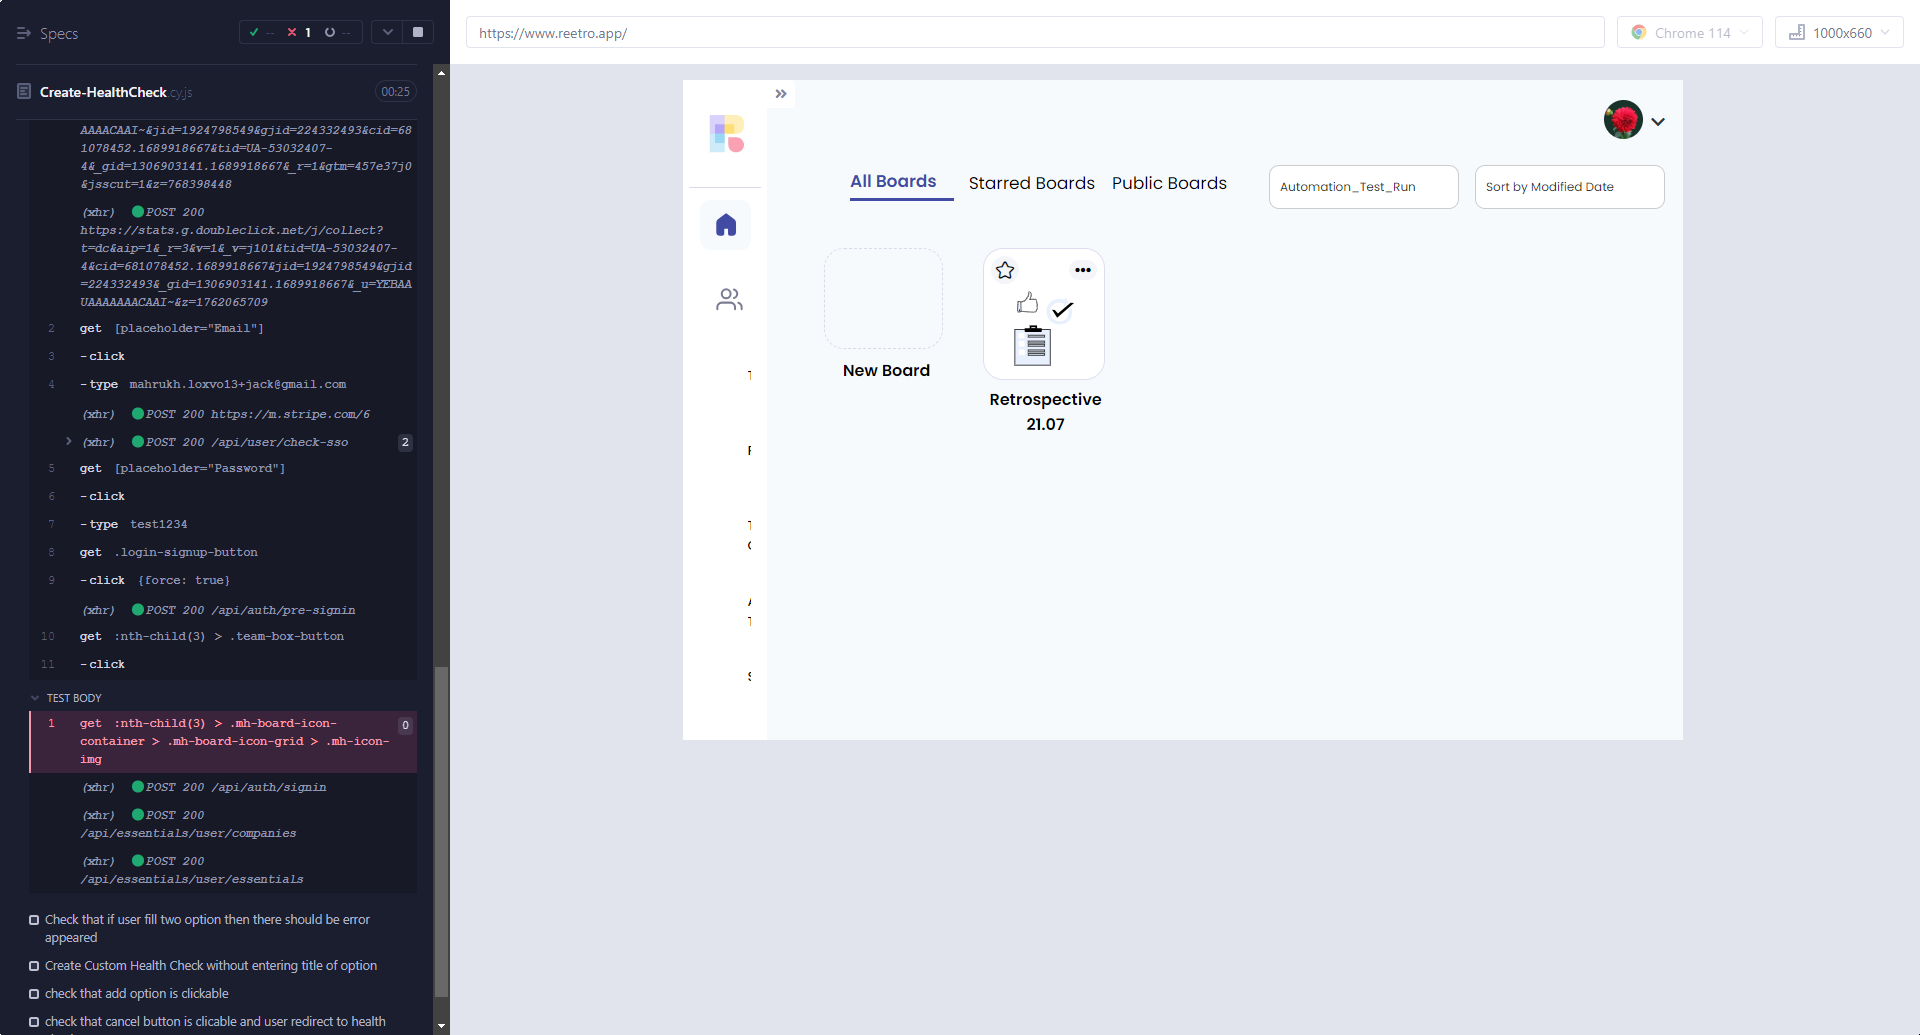 Specs
-- 1 --
Create-HealthCheck.cy.js 00:25
AAAACAAI~&jid=1924798549&gjid=224332493&cid=68
1078452.1689918667&tid=UA-53032407-
4&_gid=1306903141.1689918667&_r=1&gtm=457e37j0
&jsscut=1&z=768398448
(xhr) POST 200
https://stats.g.doubleclick.net/j/collect?
t=dc&aip=1&_r=3&v=1&_v=j101&tid=UA-53032407-
4&cid=681078452.1689918667&jid=1924798549&gjid
=224332493&_gid=1306903141.1689918667&_u=YEBAA
UAAAAAAACAAI~&z=1762065709
2 get [placeholder="Email"]
3 -click
4 -type mahrukh.loxvo13+jack@gmail.com
(xhr) POST 200 https://m.stripe.com/6
(xhr) POST 200 /api/user/check-sso 2
5 get [placeholder="Password"]
6 -click
7 -type test1234
8 get .login-signup-button
9 -click {force: true}
(xhr) POST 200 /api/auth/pre-signin
10 get :nth-child(3) > .team-box-button
11 -click
TEST BODY
1 get :nth-child(3) > .mh-board-icon- 0
container > .mh-board-icon-grid > .mh-icon-
img
(xhr) POST 200 /api/auth/signin
(xhr) POST 200
/api/essentials/user/companies
(xhr) POST 200
/api/essentials/user/essentials
Check that if user fill two option then there should be error
appeared
Create Custom Health Check without entering title of option
check that add option is clickable
check that cancel button is clicable and user redirect to health
https://www.reetro.app/
Chrome 114
1000x660
All Boards Starred Boards Public Boards
Automation_Test_Run
Sort by Modified Date
New Board
Retrospective
21.07